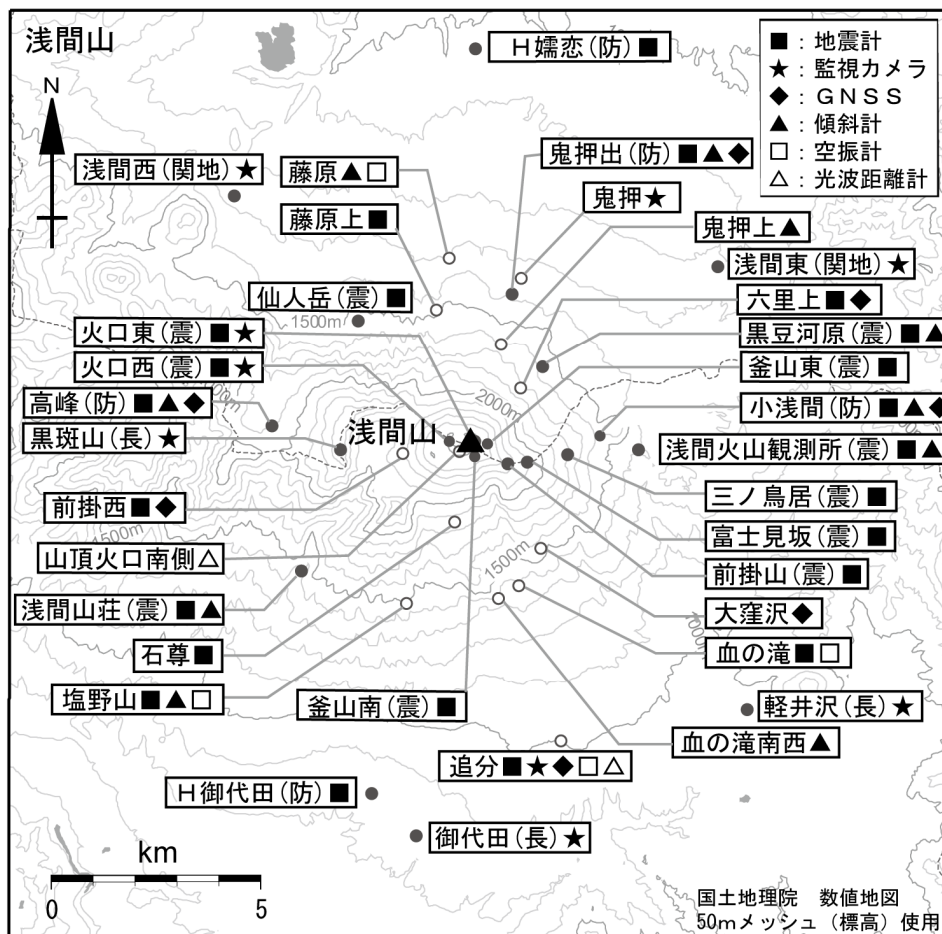 浅間山
H嬬恋(防)■
■：地震計
★：監視カメラ
◆：GNSS
▲：傾斜計
□：空振計
△：光波距離計
N
浅間西(関地)★
藤原▲□
鬼押出(防)■▲◆
鬼押★
藤原上■
鬼押上▲
浅間東(関地)★
仙人岳(震)■
六里上■◆
1500m
火口東(震)■★
黒豆河原(震)■▲
火口西(震)■★
釜山東(震)■
高峰(防)■▲◆
2000m
小浅間(防)■▲◆
黒斑山(長)★
浅間山
浅間火山観測所(震)■▲
前掛西■◆
三ノ鳥居(震)■
1500m
富士見坂(震)■
山頂火口南側△
1500m
前掛山(震)■
浅間山荘(震)■▲
大窪沢◆
石尊■
血の滝■□
塩野山■▲□
釜山南(震)■
軽井沢(長)★
血の滝南西▲
追分■★◆□△
H御代田(防)■
御代田(長)★
km
0 5
国土地理院 数値地図
50mメッシュ(標高)使用